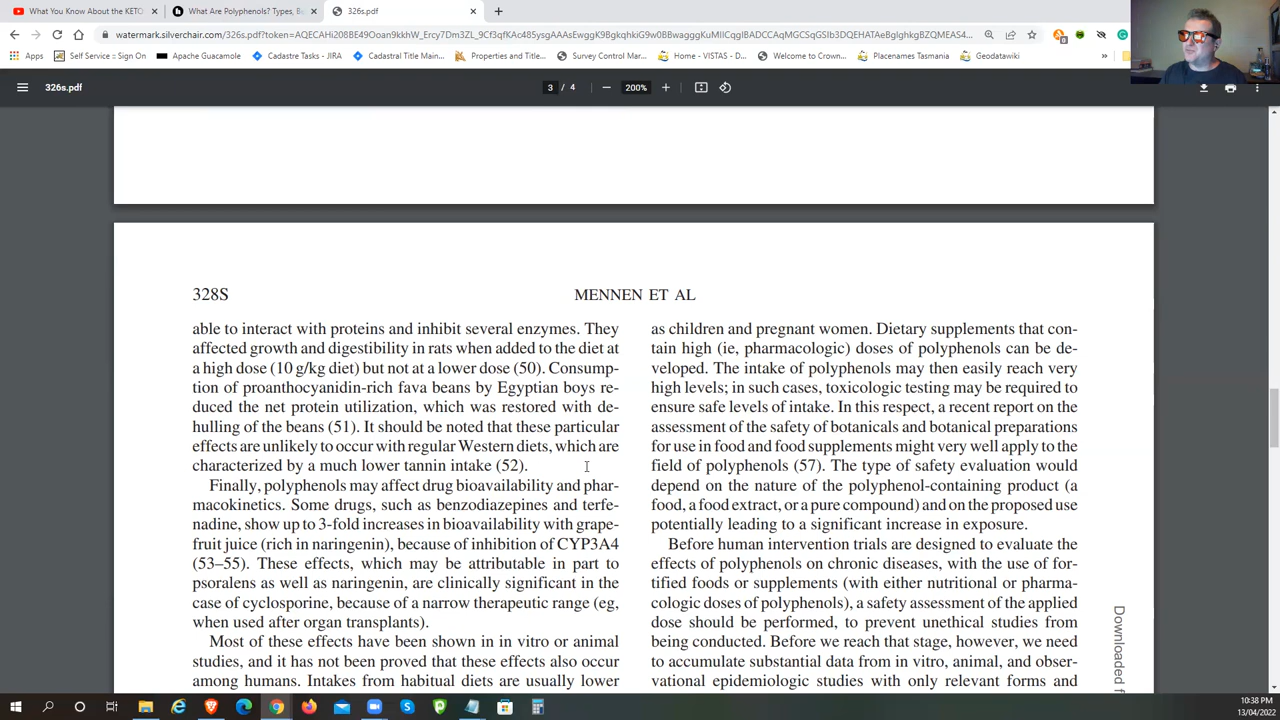 What You Know About the KETO
What Are Polyphenols? Types, Be
326s.pdf
watermark.silverchair.com/326s.pdf?token=AQECAHi208BE49Ooan9kkhW_Ercy7Dm3ZL_9Cf3qfKAc485ysgAAAsEwggK9BgkqhkiG9w0BBwagggKuMIICqgIBADCCAqMGCSqGSIb3DQEHATAeBglghkgBZQMEAS4...
Self Service = Sign On
Apache Guacamole
Cadastre Tasks - JIRA
Cadastral Title Main...
Properties and Title...
Survey Control Mar...
Home - VISTAS - D...
Welcome to Crown...
Placenames Tasmania
Geodatawiki
326s.pdf
3 / 4
200%
328S
MENNEN ET AL
able to interact with proteins and inhibit several enzymes. They
affected growth and digestibility in rats when added to the diet at
a high dose (10 g/kg diet) but not at a lower dose (50). Consump-
tion of proanthocyanidin-rich fava beans by Egyptian boys re-
duced the net protein utilization, which was restored with de-
hulling of the beans (51). It should be noted that these particular
effects are unlikely to occur with regular Western diets, which are
characterized by a much lower tannin intake (52).
Finally, polyphenols may affect drug bioavailability and phar-
macokinetics. Some drugs, such as benzodiazepines and terfe-
nadine, show up to 3-fold increases in bioavailability with grape-
fruit juice (rich in naringenin), because of inhibition of CYP3A4
(53–55). These effects, which may be attributable in part to
psoralens as well as naringenin, are clinically significant in the
case of cyclosporine, because of a narrow therapeutic range (eg,
when used after organ transplants).
Most of these effects have been shown in in vitro or animal
studies, and it has not been proved that these effects also occur
among humans. Intakes from habitual diets are usually lower
as children and pregnant women. Dietary supplements that con-
tain high (ie, pharmacologic) doses of polyphenols can be de-
veloped. The intake of polyphenols may then easily reach very
high levels; in such cases, toxicologic testing may be required to
ensure safe levels of intake. In this respect, a recent report on the
assessment of the safety of botanicals and botanical preparations
for use in food and food supplements might very well apply to the
field of polyphenols (57). The type of safety evaluation would
depend on the nature of the polyphenol-containing product (a
food, a food extract, or a pure compound) and on the proposed use
potentially leading to a significant increase in exposure.
Before human intervention trials are designed to evaluate the
effects of polyphenols on chronic diseases, with the use of for-
tified foods or supplements (with either nutritional or pharma-
cologic doses of polyphenols), a safety assessment of the applied
dose should be performed, to prevent unethical studies from
being conducted. Before we reach that stage, however, we need
to accumulate substantial data from in vitro, animal, and obser-
vational epidemiologic studies with only relevant forms and
Downloaded f
10:38 PM
13/04/2022